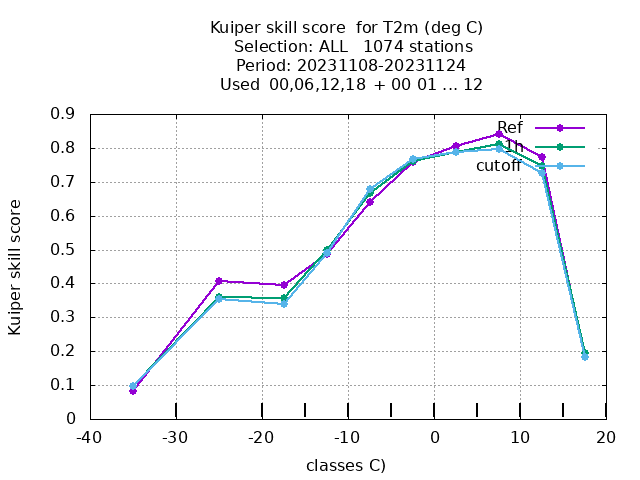 Kuiper skill score for T2m (deg C)
Selection: ALL 1074 stations
Period: 20231108-20231124
Used 00,06,12,18 + 00 01 ... 12
0.9
0.8
0.7
0.6
0.5
0.4
0.3
0.2
0.1
0
Kuiper skill score
Ref
1h
cutoff
-40
-30
-20
-10
0
10
20
classes C)